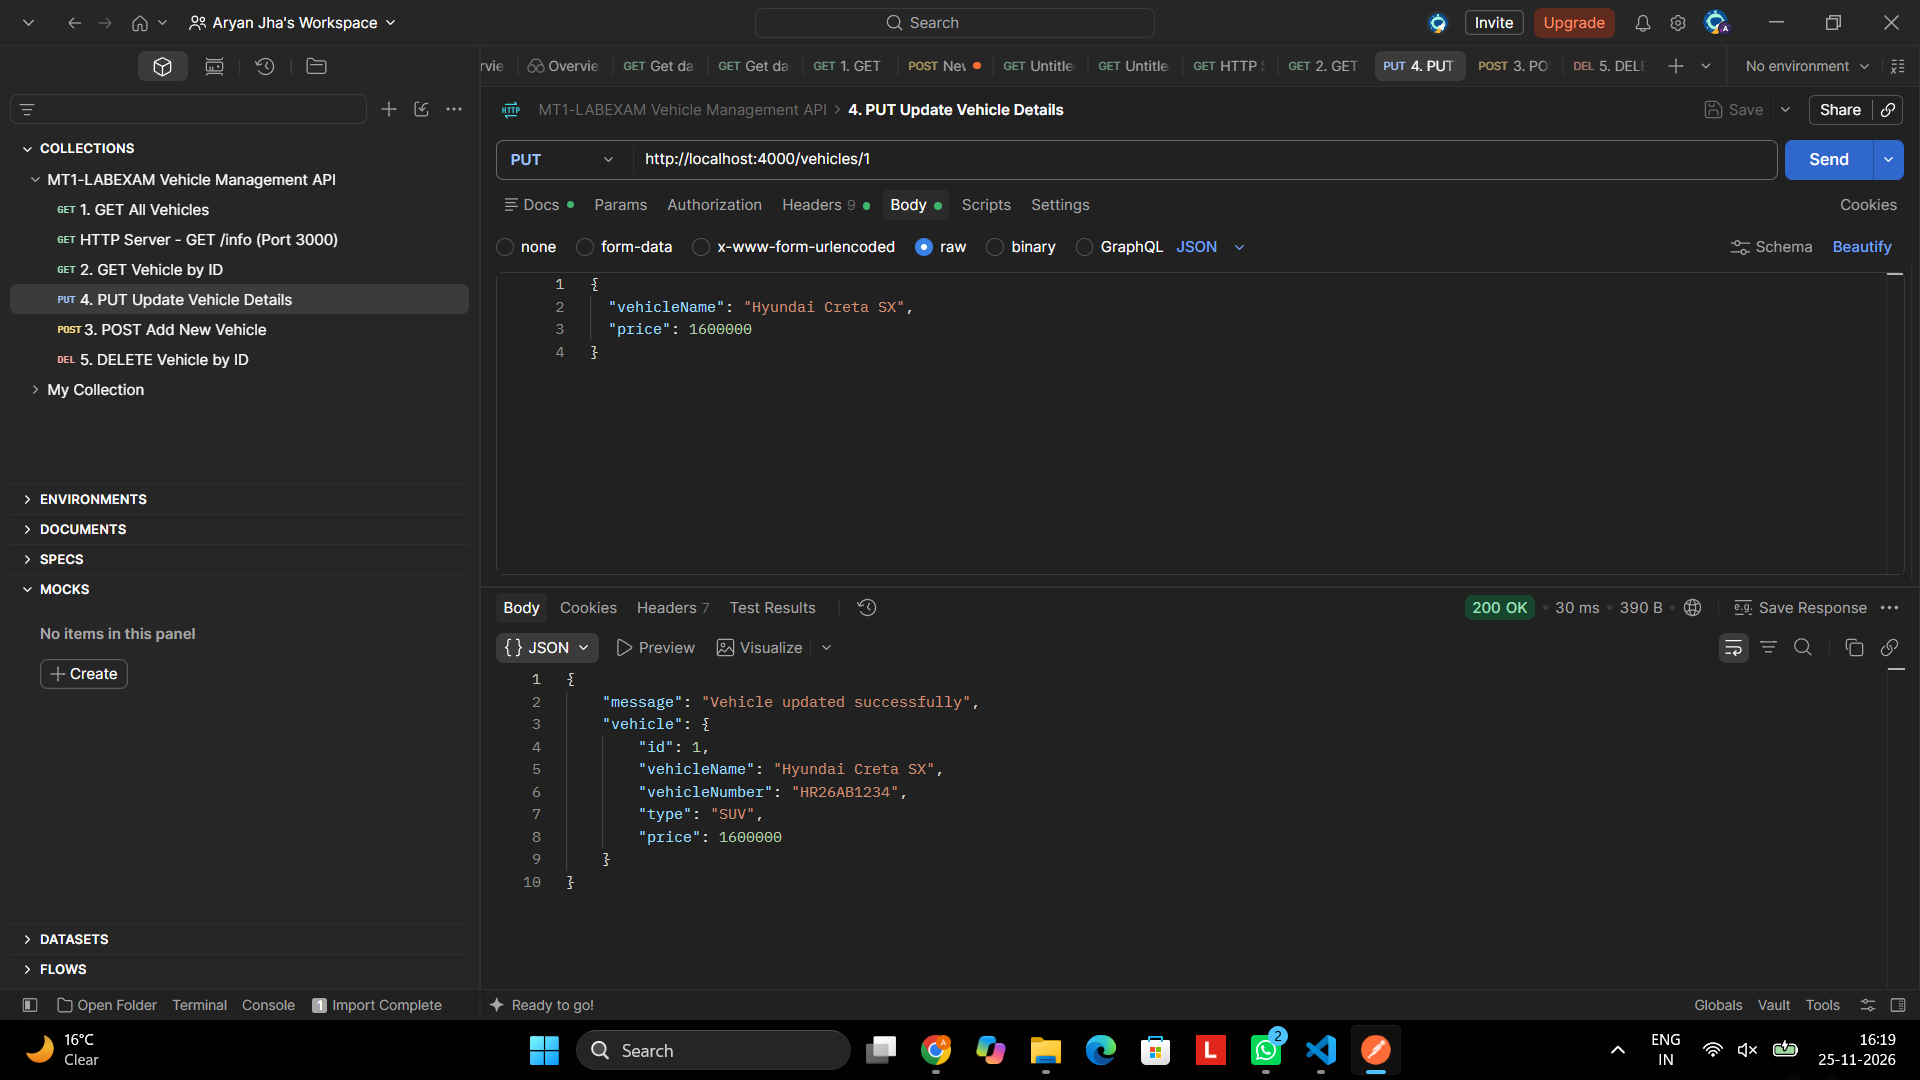 Aryan Jha's Workspace
Search
Invite
Upgrade
rvie
Overvie
GET Get da
GET Get da
GET 1. GET
POST Nev
GET Untitle
GET Untitle
GET HTTP
GET 2. GET
PUT 4. PUT
POST 3. PO
DEL 5. DELE
No environment
COLLECTIONS
MT1-LABEXAM Vehicle Management API
GET 1. GET All Vehicles
GET HTTP Server - GET /info (Port 3000)
GET 2. GET Vehicle by ID
PUT 4. PUT Update Vehicle Details
POST 3. POST Add New Vehicle
DEL 5. DELETE Vehicle by ID
My Collection
ENVIRONMENTS
DOCUMENTS
SPECS
MOCKS
No items in this panel
Create
DATASETS
FLOWS
HTTP MT1-LABEXAM Vehicle Management API > 4. PUT Update Vehicle Details
Save
Share
PUT http://localhost:4000/vehicles/1
Send
Docs Params Authorization Headers 9 Body Scripts Settings
Cookies
none form-data x-www-form-urlencoded raw binary GraphQL JSON
Schema Beautify
1 {
2 "vehicleName": "Hyundai Creta SX",
3 "price": 1600000
4 }
Body Cookies Headers 7 Test Results
200 OK • 30 ms • 390 B •
e.g. Save Response
{} JSON Preview Visualize
1 {
2 "message": "Vehicle updated successfully",
3 "vehicle": {
4 "id": 1,
5 "vehicleName": "Hyundai Creta SX",
6 "vehicleNumber": "HR26AB1234",
7 "type": "SUV",
8 "price": 1600000
9 }
10 }
Open Folder Terminal Console 1 Import Complete
Ready to go!
Globals Vault Tools
16°C
Clear
Search
A
L
2
ENG
IN
16:19
25-11-2026